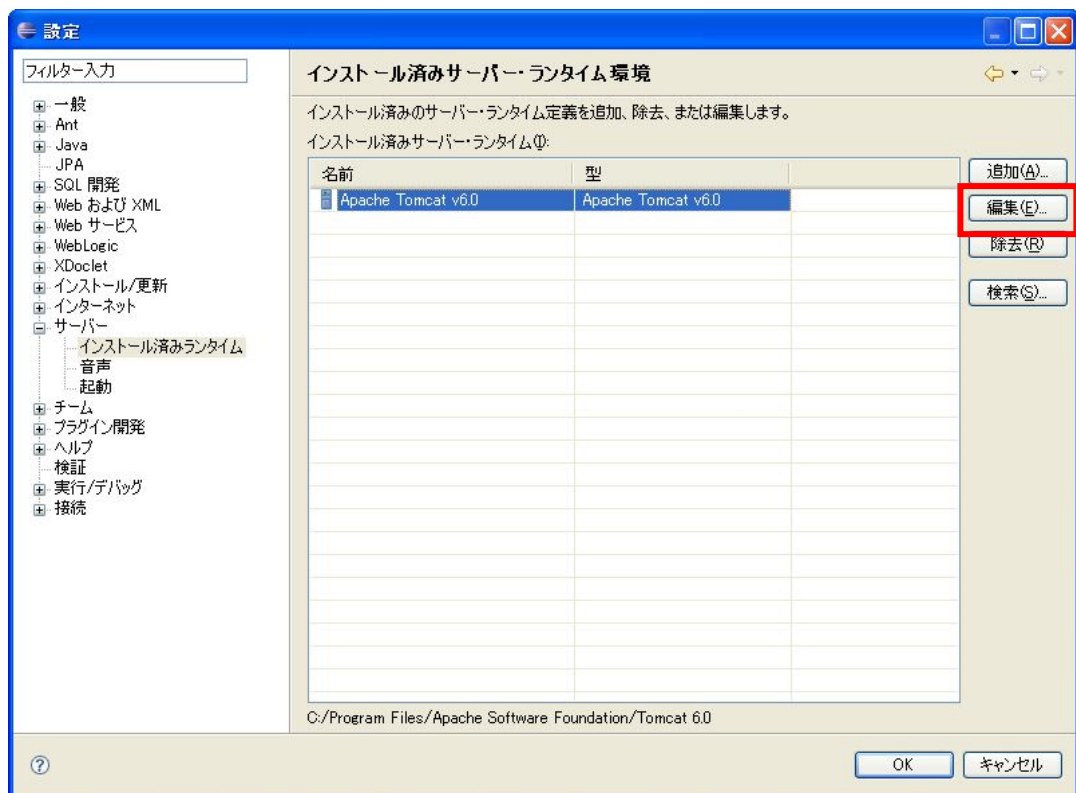 設定
フィルター入力
一般
Ant
Java
JPA
SQL 開発
Web および XML
Web サービス
WebLogic
XDoclet
インストール/更新
インターネット
サーバー
インストール済みランタイム
音声
起動
チーム
プラグイン開発
ヘルプ
検証
実行/デバッグ
接続
インストール済みサーバー・ランタイム環境
インストール済みのサーバー・ランタイム定義を追加、除去、または編集します。
インストール済みサーバー・ランタイム(I):
名前 型
Apache Tomcat v6.0 Apache Tomcat v6.0
追加(A)...
編集(E)...
除去(R)
検索(S)...
C:/Program Files/Apache Software Foundation/Tomcat 6.0
OK キャンセル